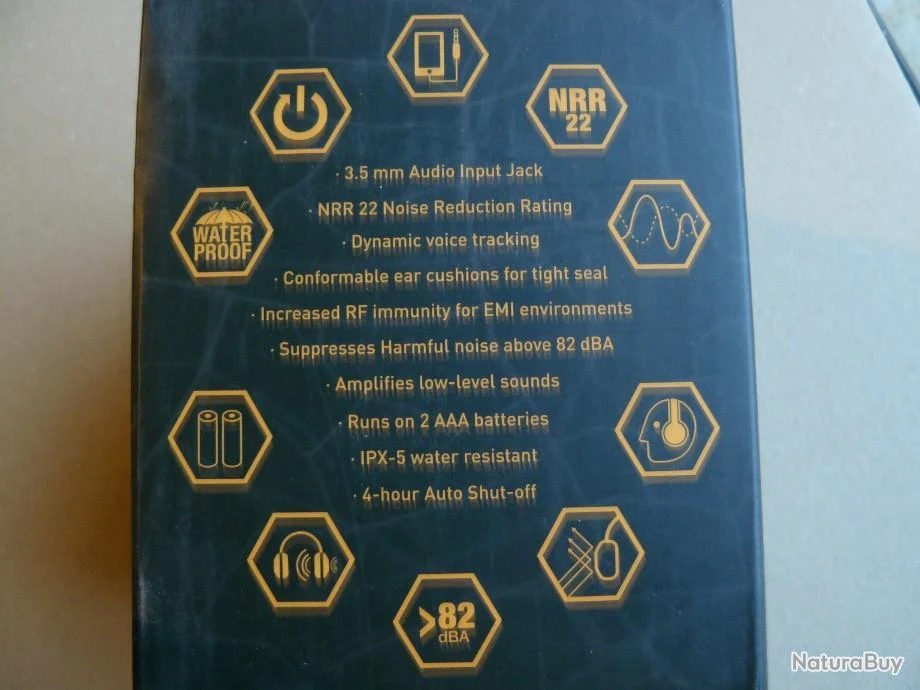 NRR
22
· 3.5 mm Audio Input Jack
· NRR 22 Noise Reduction Rating
WATER
PROOF
· Dynamic voice tracking
· Conformable ear cushions for tight seal
· Increased RF immunity for EMI environments
· Suppresses Harmful noise above 82 dBA
· Amplifies low-level sounds
· Runs on 2 AAA batteries
· IPX-5 water resistant
· 4-hour Auto Shut-off
>82
dBA
NaturaBuy